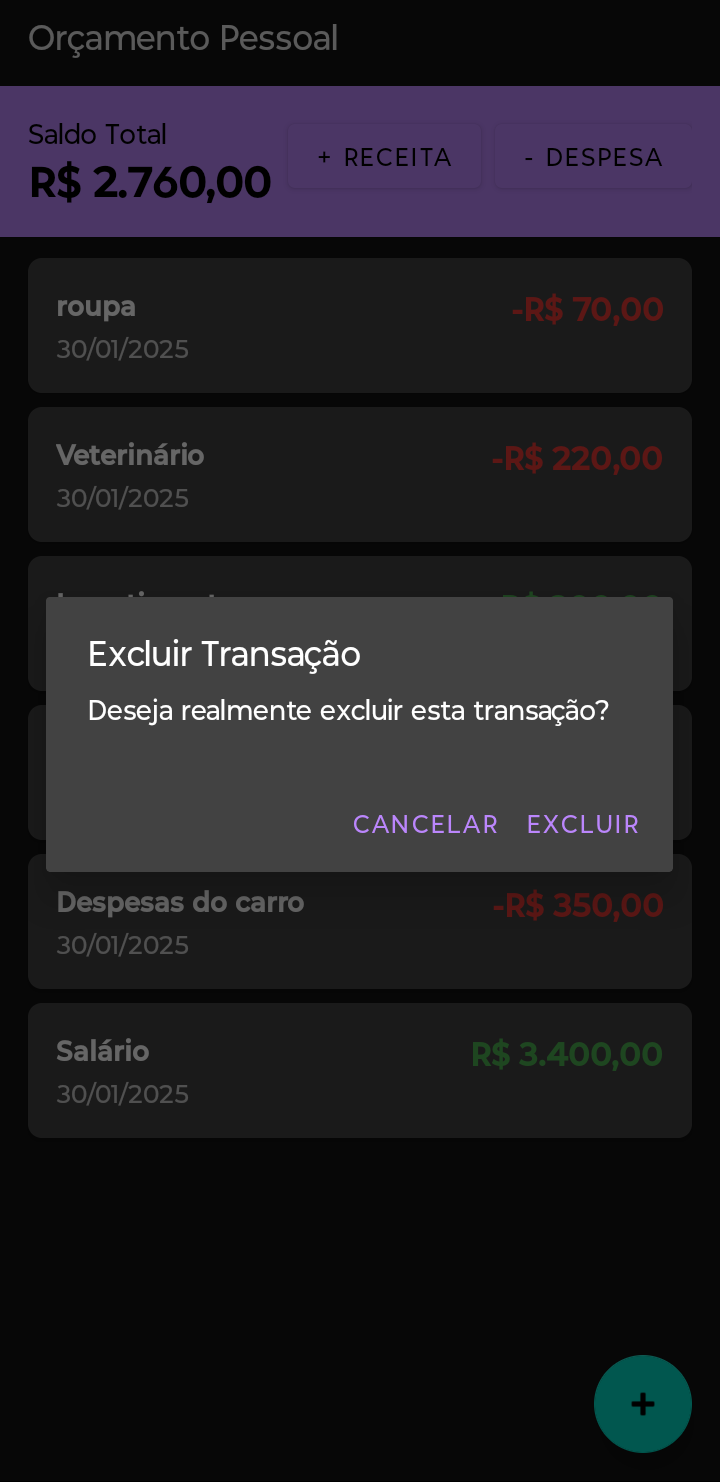 Orçamento Pessoal
Saldo Total
R$ 2.760,00
+ RECEITA
- DESPESA
roupa
-R$ 70,00
30/01/2025
Veterinário
-R$ 220,00
30/01/2025
Excluir Transação
Deseja realmente excluir esta transação?
CANCELAR EXCLUIR
Despesas do carro
-R$ 350,00
30/01/2025
Salário
R$ 3.400,00
30/01/2025
+